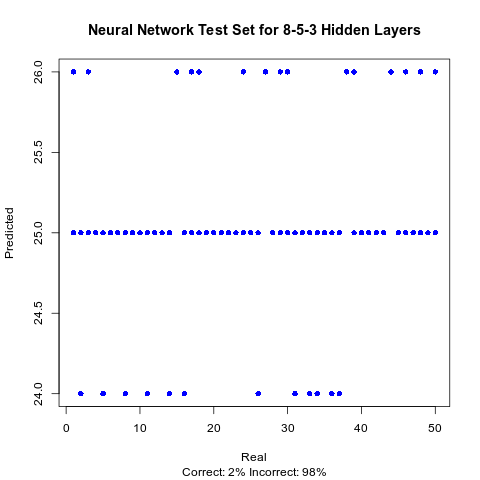 Neural Network Test Set for 8-5-3 Hidden Layers
26.0
25.5
25.0
24.5
24.0
Predicted
0 10 20 30 40 50
Real
Correct: 2% Incorrect: 98%